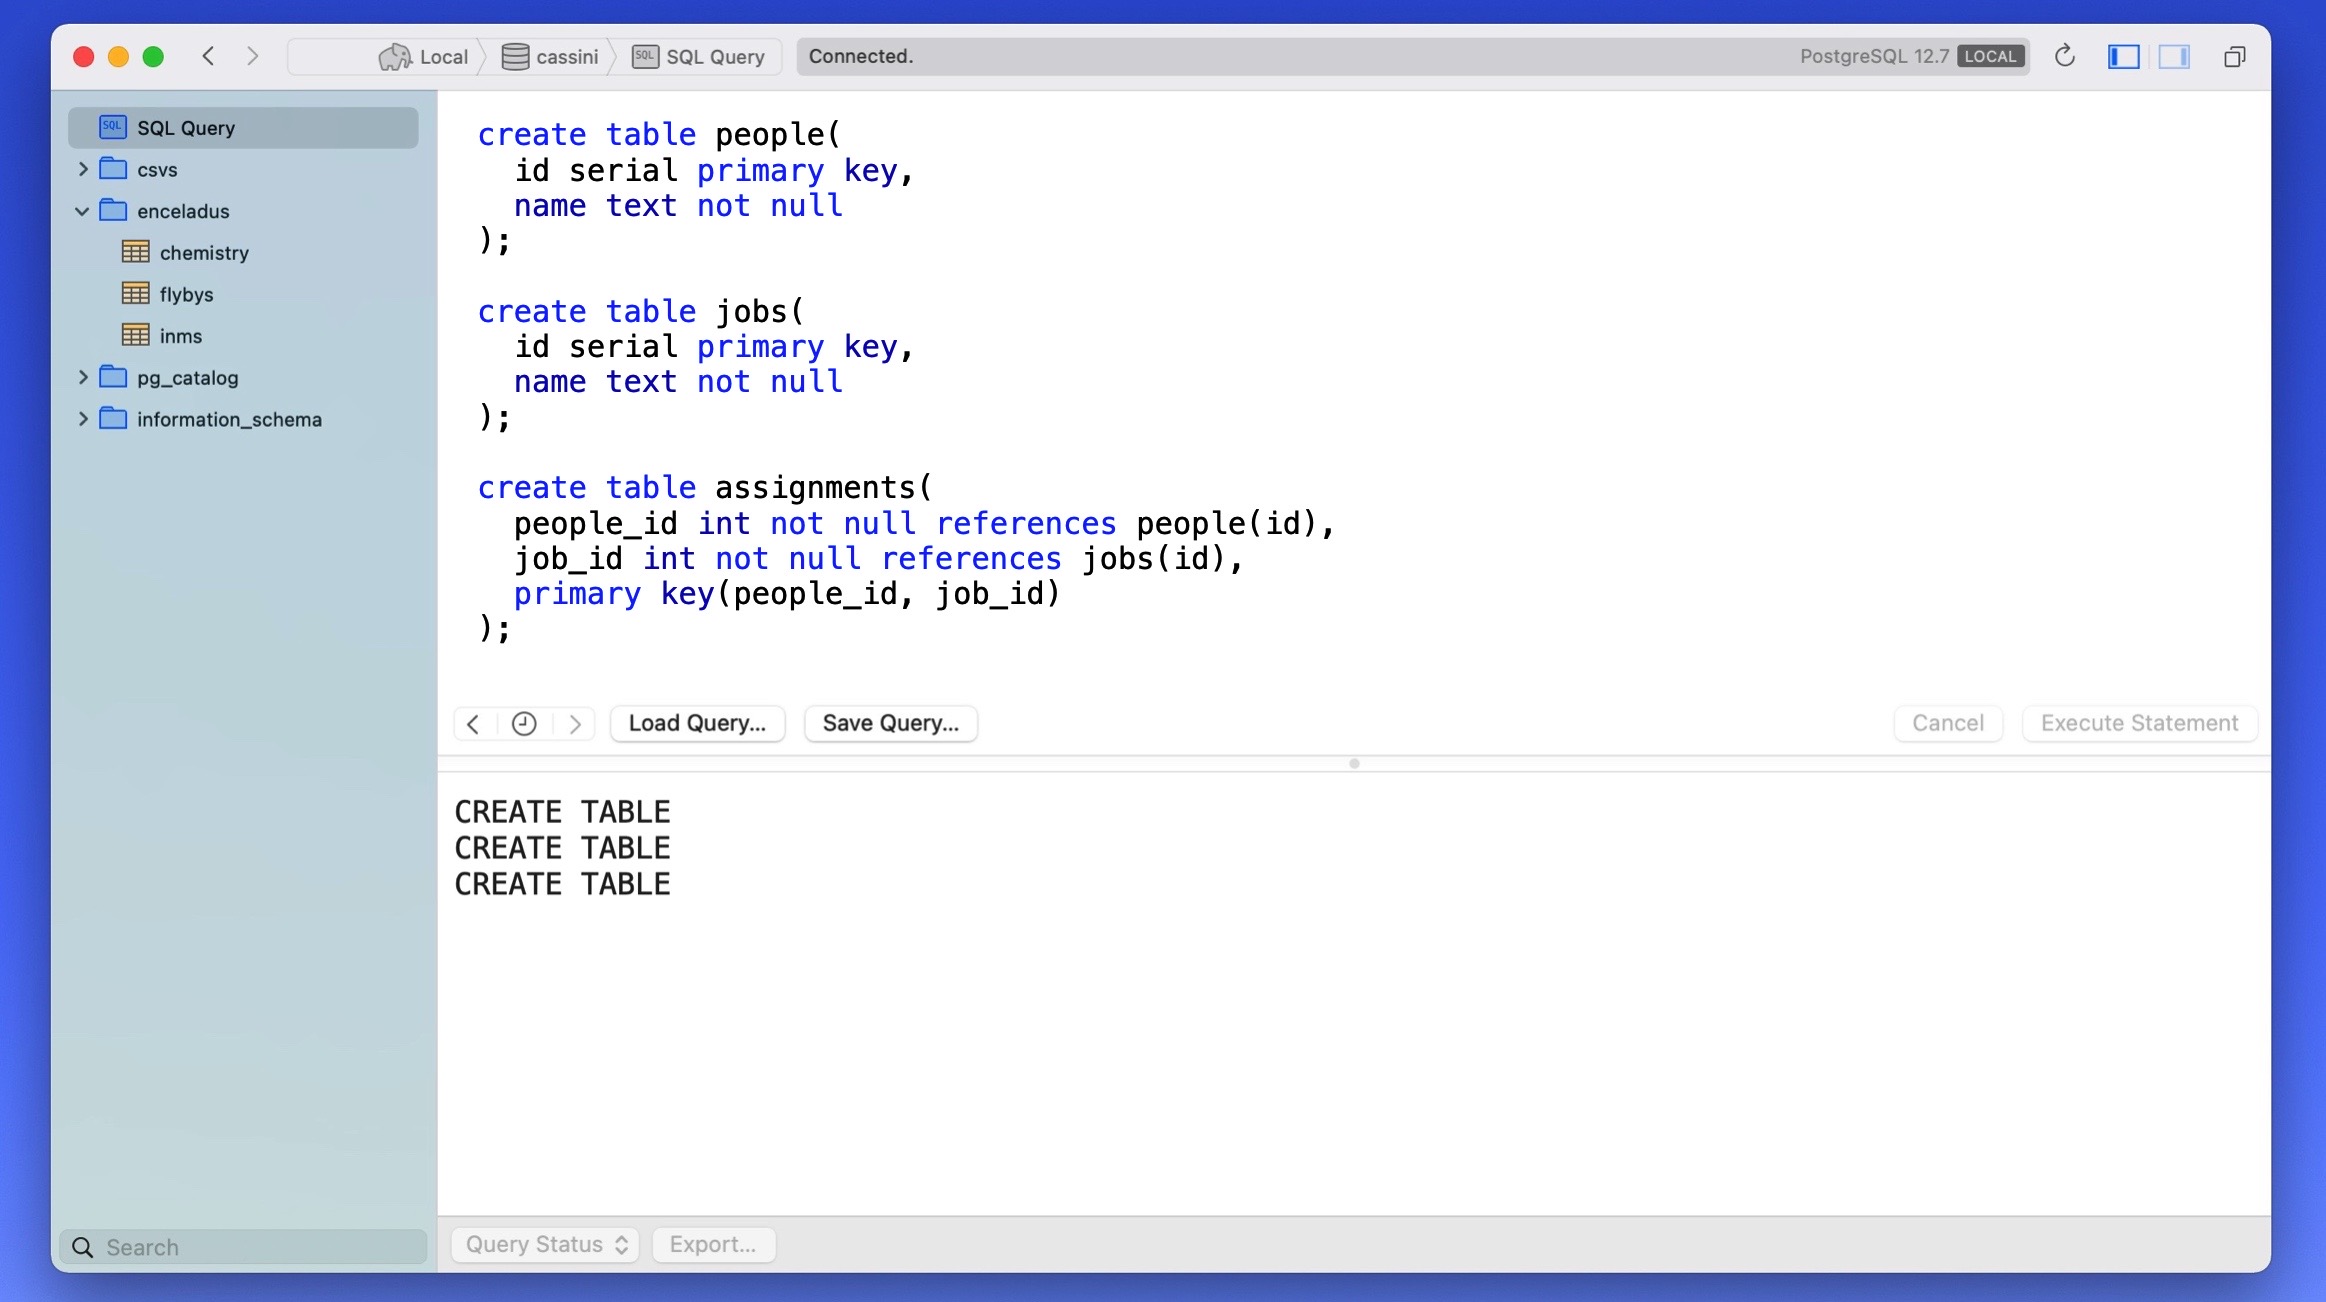 Local
cassini
SQL
SQL Query
Connected.
PostgreSQL 12.7
LOCAL
SQL
SQL Query
csvs
enceladus
chemistry
flybys
inms
pg_catalog
information_schema
Search
create table people(
  id serial primary key,
  name text not null
);
create table jobs(
  id serial primary key,
  name text not null
);
create table assignments(
  people_id int not null references people(id),
  job_id int not null references jobs(id),
  primary key(people_id, job_id)
);
Load Query...
Save Query...
Cancel
Execute Statement
CREATE TABLE
CREATE TABLE
CREATE TABLE
Query Status
Export...